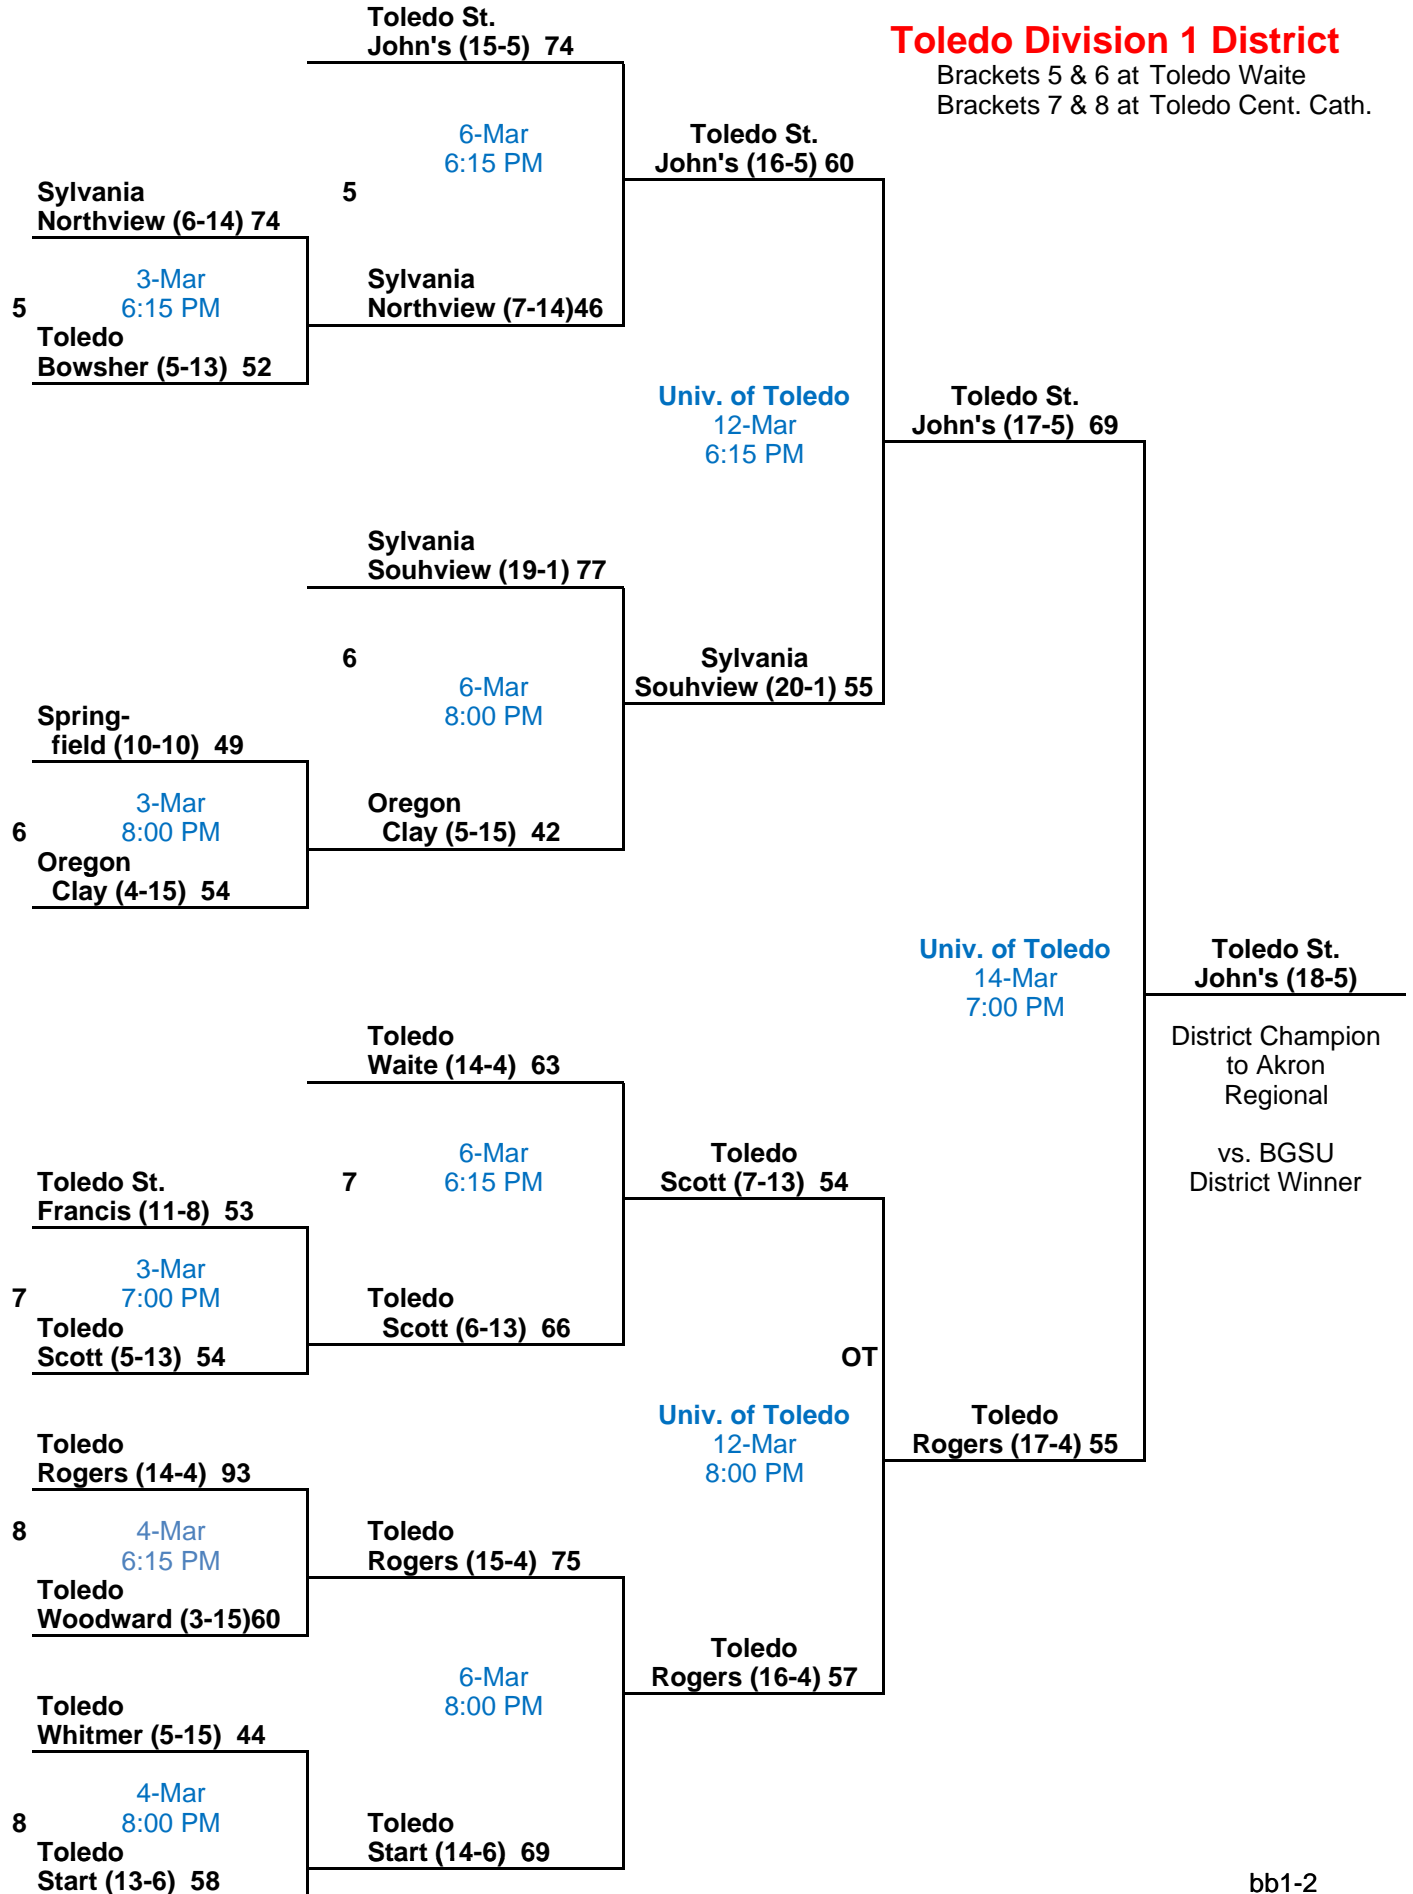 Toledo St.
John's (15-5)  74
Toledo Division 1 District
Brackets 5 & 6 at Toledo Waite
Brackets 7 & 8 at Toledo Cent. Cath.
6-Mar
6:15 PM
Toledo St.
John's (16-5) 60
5
Sylvania
Northview (6-14) 74
3-Mar
6:15 PM
5
Toledo
Bowsher (5-13)  52
Sylvania
Northview (7-14)46
Univ. of Toledo
12-Mar
6:15 PM
Toledo St.
John's (17-5)  69
Sylvania
Souhview (19-1) 77
6
6-Mar
8:00 PM
Sylvania
Souhview (20-1) 55
Spring-
field (10-10)  49
3-Mar
8:00 PM
6
Oregon
Clay (4-15)  54
Oregon
Clay (5-15)  42
Univ. of Toledo
14-Mar
7:00 PM
Toledo St.
John's (18-5)
District Champion
to Akron
Regional
vs. BGSU
District Winner
Toledo
Waite (14-4)  63
6-Mar
6:15 PM
7
Toledo
Scott (7-13)  54
Toledo St.
Francis (11-8)  53
3-Mar
7:00 PM
7
Toledo
Scott (5-13)  54
Toledo
Scott (6-13)  66
OT
Univ. of Toledo
12-Mar
8:00 PM
Toledo
Rogers (17-4) 55
Toledo
Rogers (14-4)  93
8
4-Mar
6:15 PM
Toledo
Woodward (3-15)60
Toledo
Rogers (15-4)  75
6-Mar
8:00 PM
Toledo
Rogers (16-4) 57
Toledo
Whitmer (5-15)  44
4-Mar
8:00 PM
8
Toledo
Start (13-6)  58
Toledo
Start (14-6)  69
bb1-2